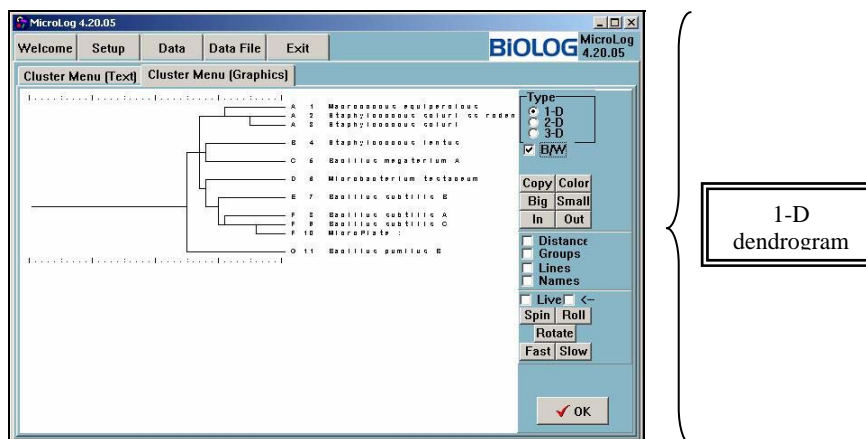 MicroLog 4.20.05
Welcome Setup Data Data File Exit
BiOLOG MicroLog 4.20.05
Cluster Menu (Text) Cluster Menu (Graphics)
A 1 Macrococcus equipercicus
A 2 Staphylococcus sciuri ss roden
A 3 Staphylococcus sciuri
B 4 Staphylococcus lentus
C 5 Bacillus megaterium A
D 6 Microbacterium testaceum
E 7 Bacillus subtilis B
F 8 Bacillus subtilis A
F 9 Bacillus subtilis C
F 10 MicroPlate :
G 11 Bacillus pumilus B
Type
1-D
2-D
3-D
B/W
Copy Color
Big Small
In Out
Distance
Groups
Lines
Names
Live <-
Spin Roll
Rotate
Fast Slow
OK
1-D
dendrogram